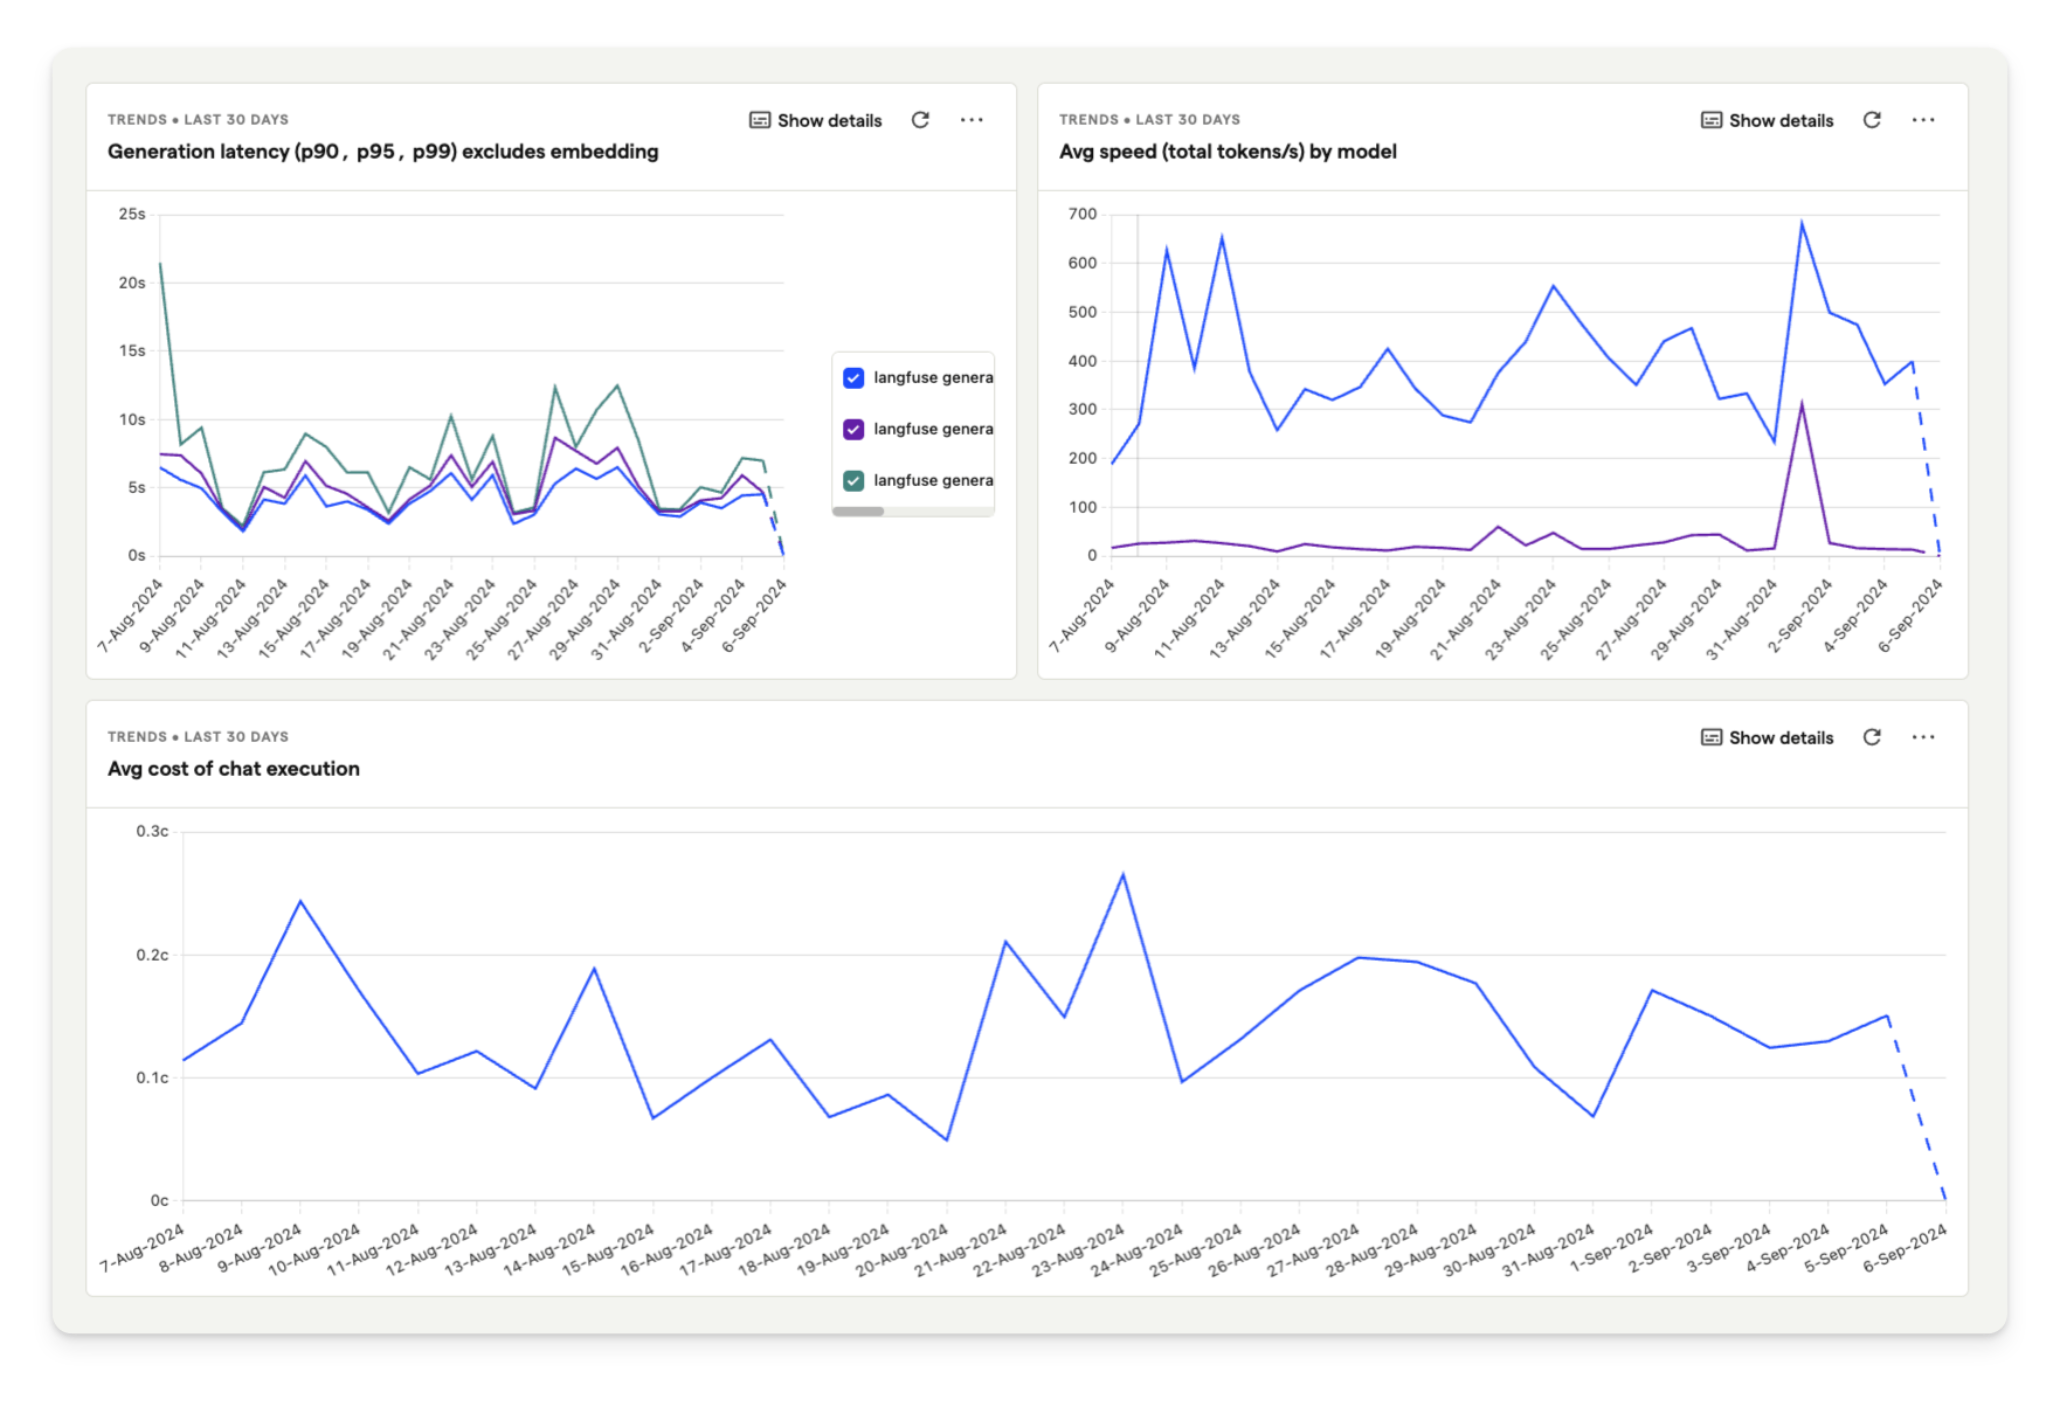 TRENDS • LAST 30 DAYS
Show details
Generation latency (p90, p95, p99) excludes embedding
25s
20s
15s
10s
5s
0s
7-Aug-2024
9-Aug-2024
11-Aug-2024
13-Aug-2024
15-Aug-2024
17-Aug-2024
19-Aug-2024
21-Aug-2024
23-Aug-2024
25-Aug-2024
27-Aug-2024
29-Aug-2024
31-Aug-2024
2-Sep-2024
4-Sep-2024
6-Sep-2024
langfuse genera
langfuse genera
langfuse genera
TRENDS • LAST 30 DAYS
Show details
Avg speed (total tokens/s) by model
700
600
500
400
300
200
100
0
7-Aug-2024
9-Aug-2024
11-Aug-2024
13-Aug-2024
15-Aug-2024
17-Aug-2024
19-Aug-2024
21-Aug-2024
23-Aug-2024
25-Aug-2024
27-Aug-2024
29-Aug-2024
31-Aug-2024
2-Sep-2024
4-Sep-2024
6-Sep-2024
TRENDS • LAST 30 DAYS
Show details
Avg cost of chat execution
0.3c
0.2c
0.1c
0c
7-Aug-2024
8-Aug-2024
9-Aug-2024
10-Aug-2024
11-Aug-2024
12-Aug-2024
13-Aug-2024
14-Aug-2024
15-Aug-2024
16-Aug-2024
17-Aug-2024
18-Aug-2024
19-Aug-2024
20-Aug-2024
21-Aug-2024
22-Aug-2024
23-Aug-2024
24-Aug-2024
25-Aug-2024
26-Aug-2024
27-Aug-2024
28-Aug-2024
29-Aug-2024
30-Aug-2024
31-Aug-2024
1-Sep-2024
2-Sep-2024
3-Sep-2024
4-Sep-2024
5-Sep-2024
6-Sep-2024